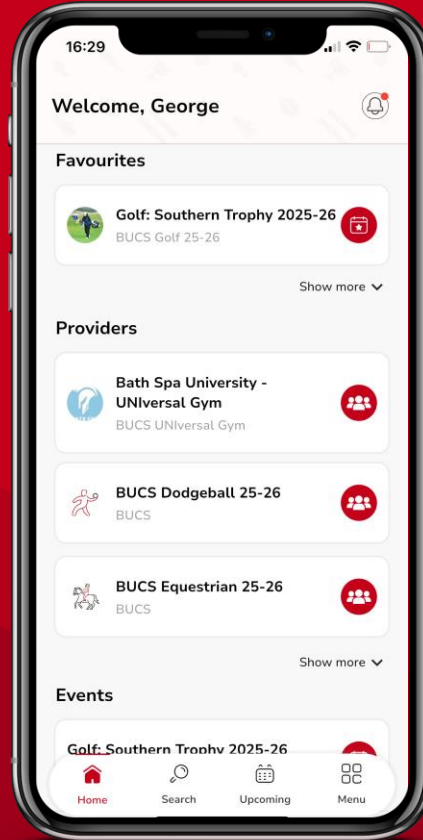 16:29
Welcome, George
Favourites
Golf: Southern Trophy 2025-26
BUCS Golf 25-26
Show more
Providers
Bath Spa University -
UNIversal Gym
BUCS UNIversal Gym
BUCS Dodgeball 25-26
BUCS
BUCS Equestrian 25-26
BUCS
Show more
Events
Golf: Southern Trophy 2025-26
Home
Search
Upcoming
Menu